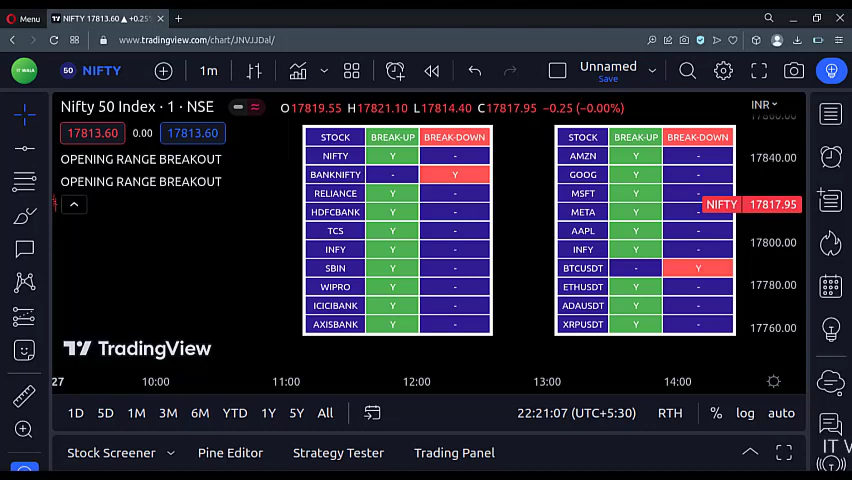 Menu
NIFTY 17813.60 ▲ +0.25%
www.tradingview.com/chart/JNVJJDal/
IT WALA
50 NIFTY
1m
Unnamed
Save
Nifty 50 Index · 1 · NSE
O17819.55 H17821.10 L17814.40 C17817.95 −0.25 (−0.00%)
INR
17813.60 0.00 17813.60
OPENING RANGE BREAKOUT
OPENING RANGE BREAKOUT
STOCK BREAK-UP BREAK-DOWN
NIFTY Y -
BANKNIFTY - Y
RELIANCE Y -
HDFCBANK Y -
TCS Y -
INFY Y -
SBIN Y -
WIPRO Y -
ICICIBANK Y -
AXISBANK Y -
STOCK BREAK-UP BREAK-DOWN
AMZN Y -
GOOG Y -
MSFT Y -
META Y -
AAPL Y -
INFY Y -
BTCUSDT - Y
ETHUSDT Y -
ADAUSDT Y -
XRPUSDT Y -
17840.00
NIFTY 17817.95
17800.00
17780.00
17760.00
TradingView
27 10:00 11:00 12:00 13:00 14:00
1D 5D 1M 3M 6M YTD 1Y 5Y All
22:21:07 (UTC+5:30) RTH % log auto
Stock Screener Pine Editor Strategy Tester Trading Panel